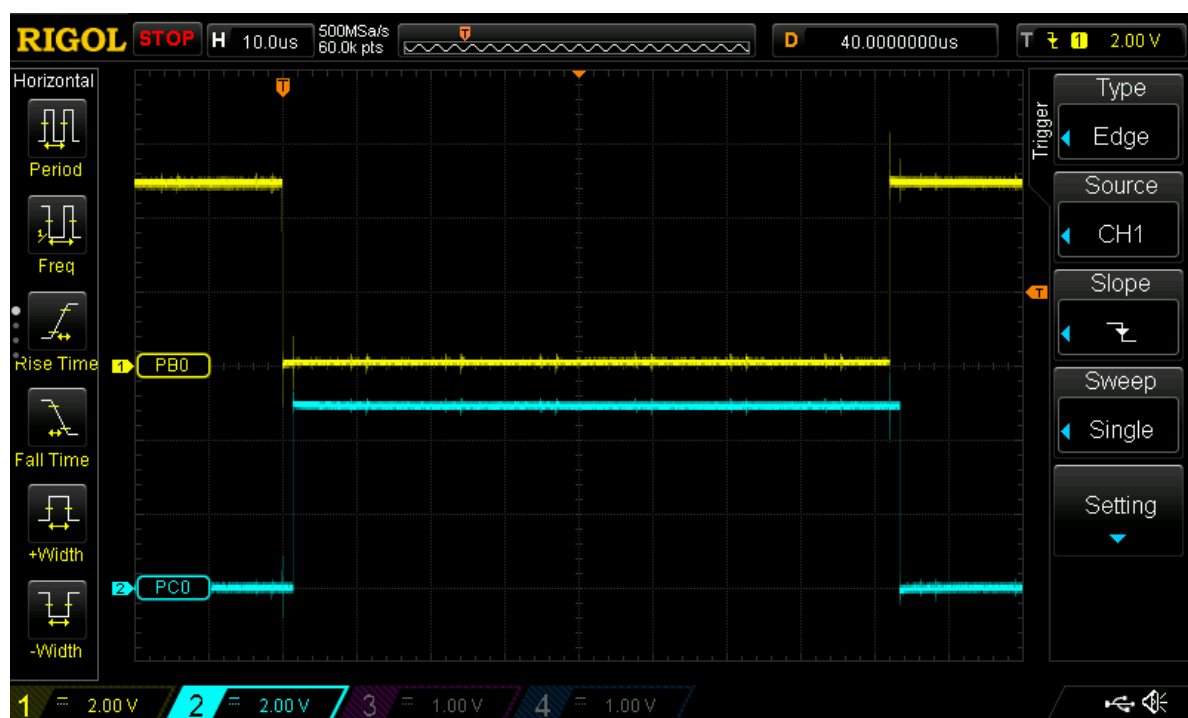 RIGOL STOP H 10.0us 500MSa/s 60.0k pts T D 40.0000000us T 1 2.00 V
Horizontal
Period
Freq
Rise Time
Fall Time
+Width
-Width
T
1 PB0
2 PC0
T
Trigger
Type
Edge
Source
CH1
Slope
Sweep
Single
Setting
1 = 2.00 V 2 = 2.00 V 3 = 1.00 V 4 = 1.00 V